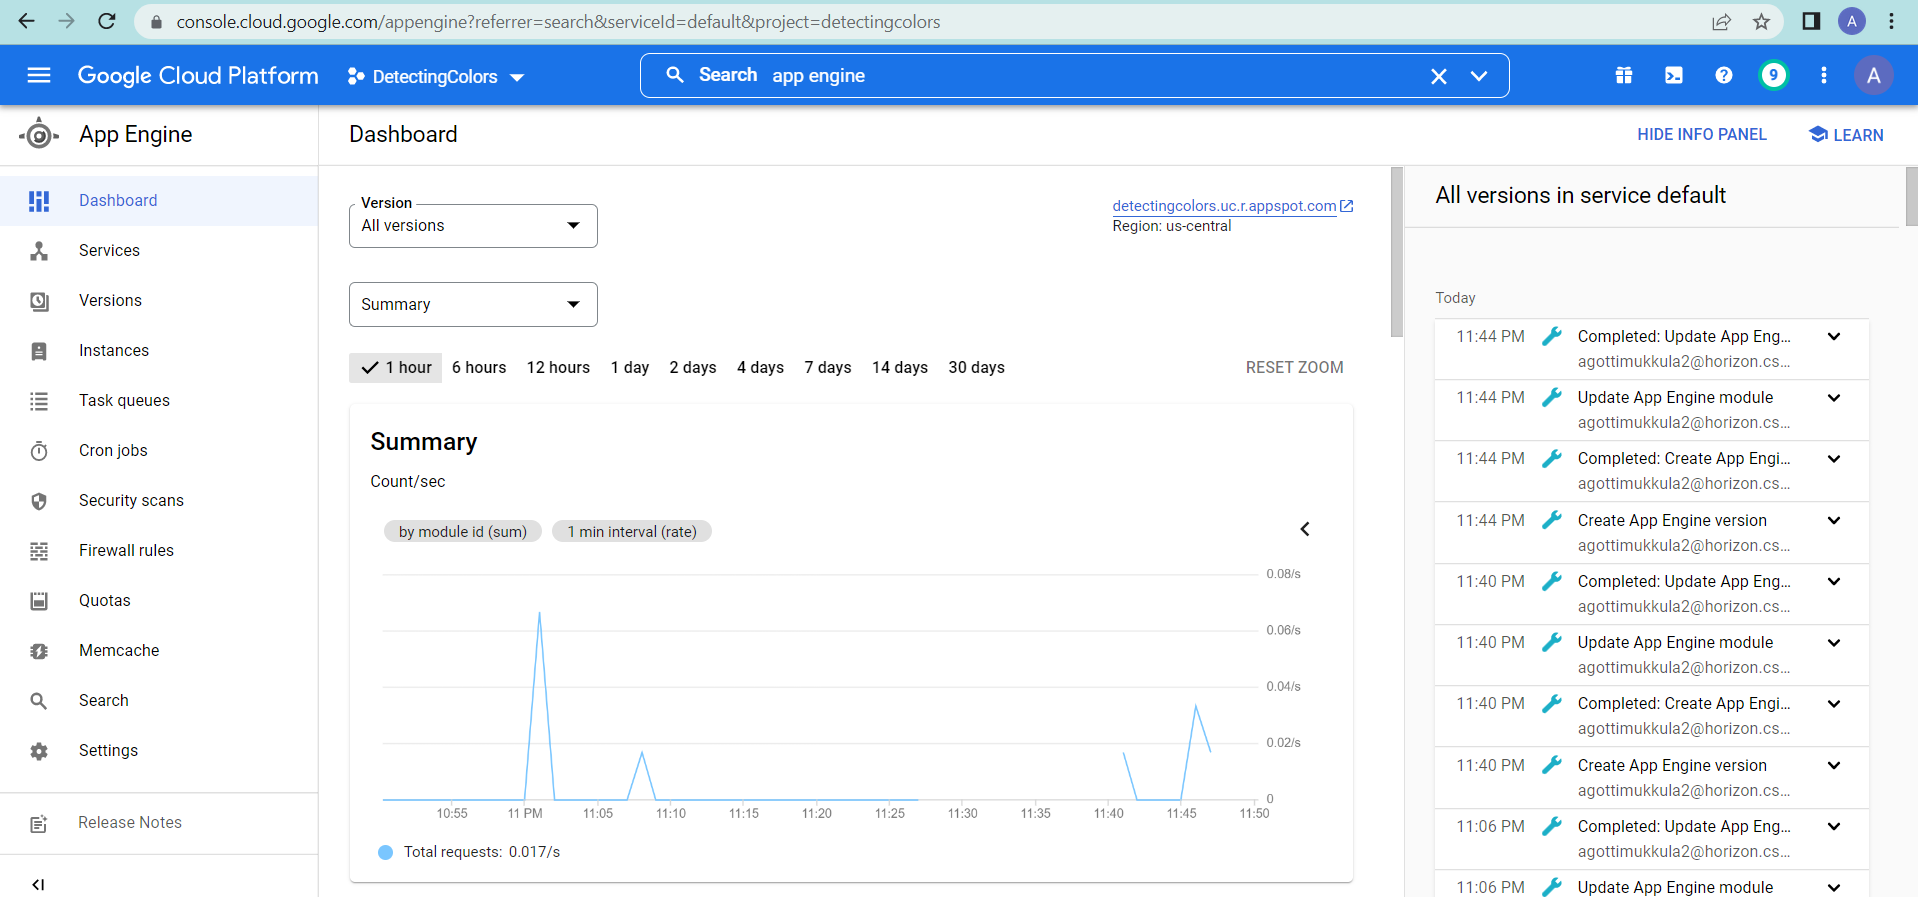 console.cloud.google.com/appengine?referrer=search&serviceId=default&project=detectingcolors
A
Google Cloud Platform
DetectingColors
Search app engine
9
A
App Engine
Dashboard
HIDE INFO PANEL
LEARN
Dashboard
Services
Versions
Instances
Task queues
Cron jobs
Security scans
Firewall rules
Quotas
Memcache
Search
Settings
Release Notes
Version
All versions
detectingcolors.uc.r.appspot.com
Region: us-central
Summary
1 hour 6 hours 12 hours 1 day 2 days 4 days 7 days 14 days 30 days
RESET ZOOM
Summary
Count/sec
by module id (sum) 1 min interval (rate)
0.08/s
0.06/s
0.04/s
0.02/s
0
10:55 11 PM 11:05 11:10 11:15 11:20 11:25 11:30 11:35 11:40 11:45 11:50
Total requests: 0.017/s
All versions in service default
Today
11:44 PM Completed: Update App Eng...
agottimukkula2@horizon.cs...
11:44 PM Update App Engine module
agottimukkula2@horizon.cs...
11:44 PM Completed: Create App Engi...
agottimukkula2@horizon.cs...
11:44 PM Create App Engine version
agottimukkula2@horizon.cs...
11:40 PM Completed: Update App Eng...
agottimukkula2@horizon.cs...
11:40 PM Update App Engine module
agottimukkula2@horizon.cs...
11:40 PM Completed: Create App Engi...
agottimukkula2@horizon.cs...
11:40 PM Create App Engine version
agottimukkula2@horizon.cs...
11:06 PM Completed: Update App Eng...
agottimukkula2@horizon.cs...
11:06 PM Update App Engine module